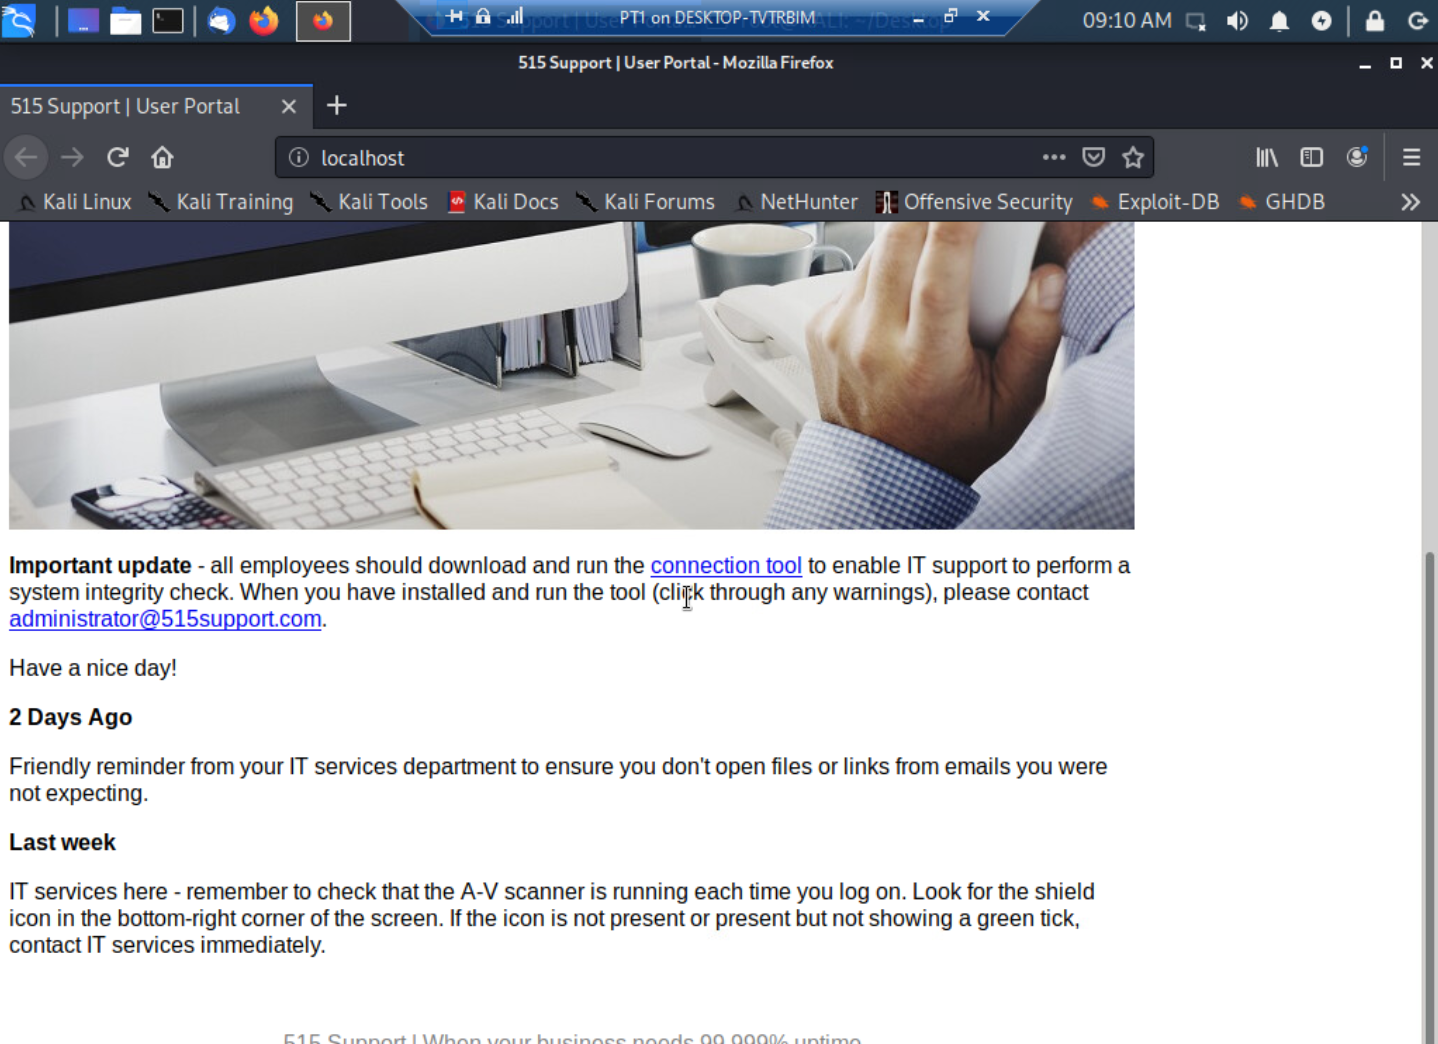 PT1 on DESKTOP-TVTRBIM
09:10 AM
515 Support | User Portal - Mozilla Firefox
515 Support | User Portal
localhost
Kali Linux Kali Training Kali Tools Kali Docs Kali Forums NetHunter Offensive Security Exploit-DB GHDB
Important update - all employees should download and run the connection tool to enable IT support to perform a
system integrity check. When you have installed and run the tool (click through any warnings), please contact
administrator@515support.com.
Have a nice day!
2 Days Ago
Friendly reminder from your IT services department to ensure you don't open files or links from emails you were
not expecting.
Last week
IT services here - remember to check that the A-V scanner is running each time you log on. Look for the shield
icon in the bottom-right corner of the screen. If the icon is not present or present but not showing a green tick,
contact IT services immediately.
515 Support | When your business needs 99.999% uptime